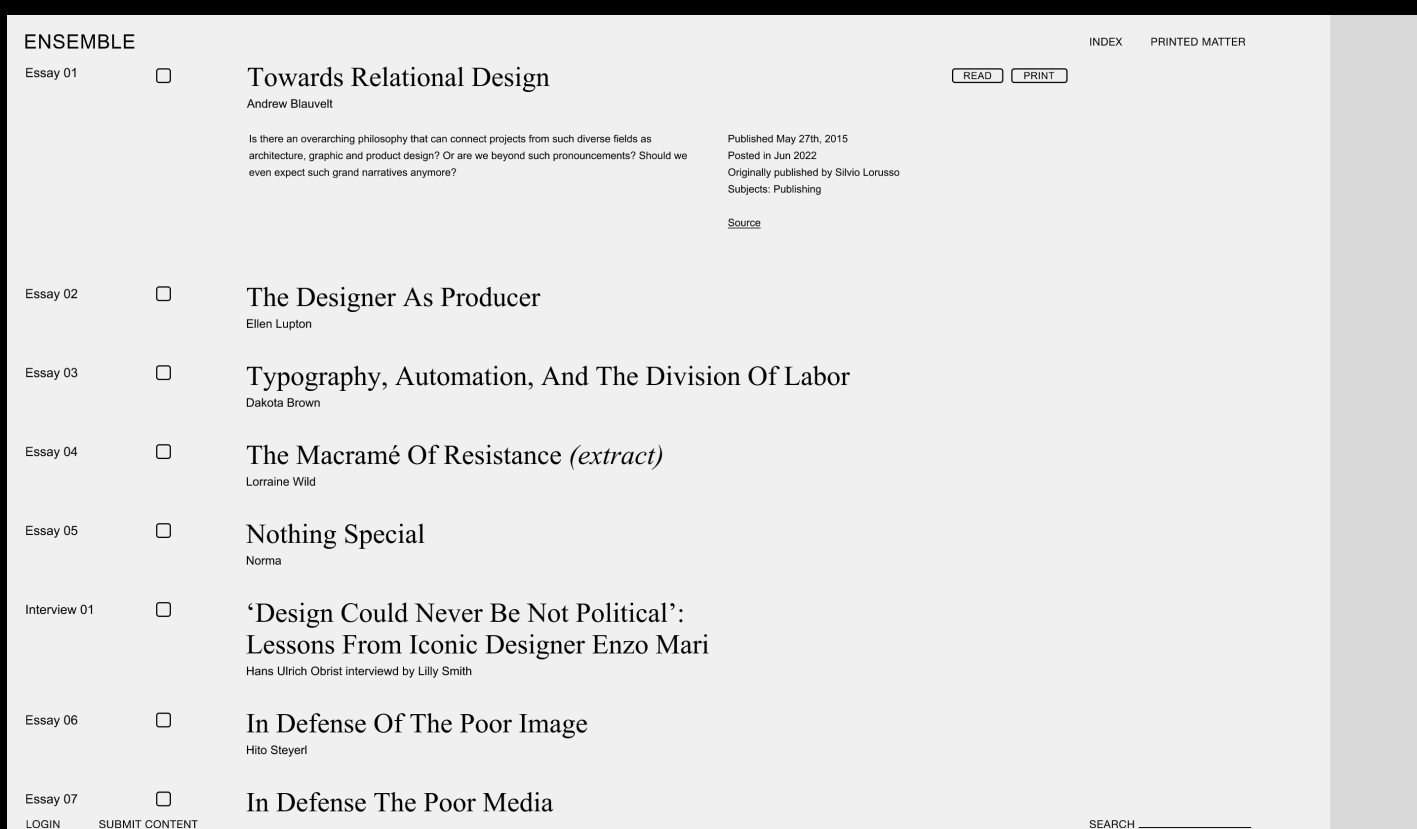 ENSEMBLE
INDEX PRINTED MATTER
Essay 01
Towards Relational Design
READ PRINT
Andrew Blauvelt
Is there an overarching philosophy that can connect projects from such diverse fields as
architecture, graphic and product design? Or are we beyond such pronouncements? Should we
even expect such grand narratives anymore?
Published May 27th, 2015
Posted in Jun 2022
Originally published by Silvio Lorusso
Subjects: Publishing
Source
Essay 02
The Designer As Producer
Ellen Lupton
Essay 03
Typography, Automation, And The Division Of Labor
Dakota Brown
Essay 04
The Macramé Of Resistance (extract)
Lorraine Wild
Essay 05
Nothing Special
Norma
Interview 01
‘Design Could Never Be Not Political’:
Lessons From Iconic Designer Enzo Mari
Hans Ulrich Obrist interviewd by Lilly Smith
Essay 06
In Defense Of The Poor Image
Hito Steyerl
Essay 07
In Defense The Poor Media
LOGIN SUBMIT CONTENT
SEARCH